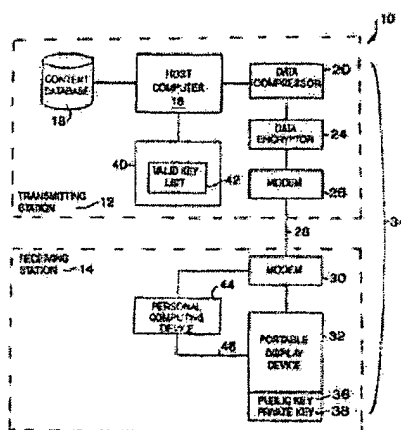 10
CONTENT
DATABASE
18
HOST
COMPUTER
16
DATA
COMPRESSOR
20
DATA
ENCRYPTOR
24
40
VALID KEY
LIST
42
MODEM
26
TRANSMITTING
STATION
12
34
28
RECEIVING
STATION
14
MODEM
30
44
PERSONAL
COMPUTING
DEVICE
46
PORTABLE
DISPLAY
DEVICE
32
PUBLIC KEY
36
PRIVATE KEY
38